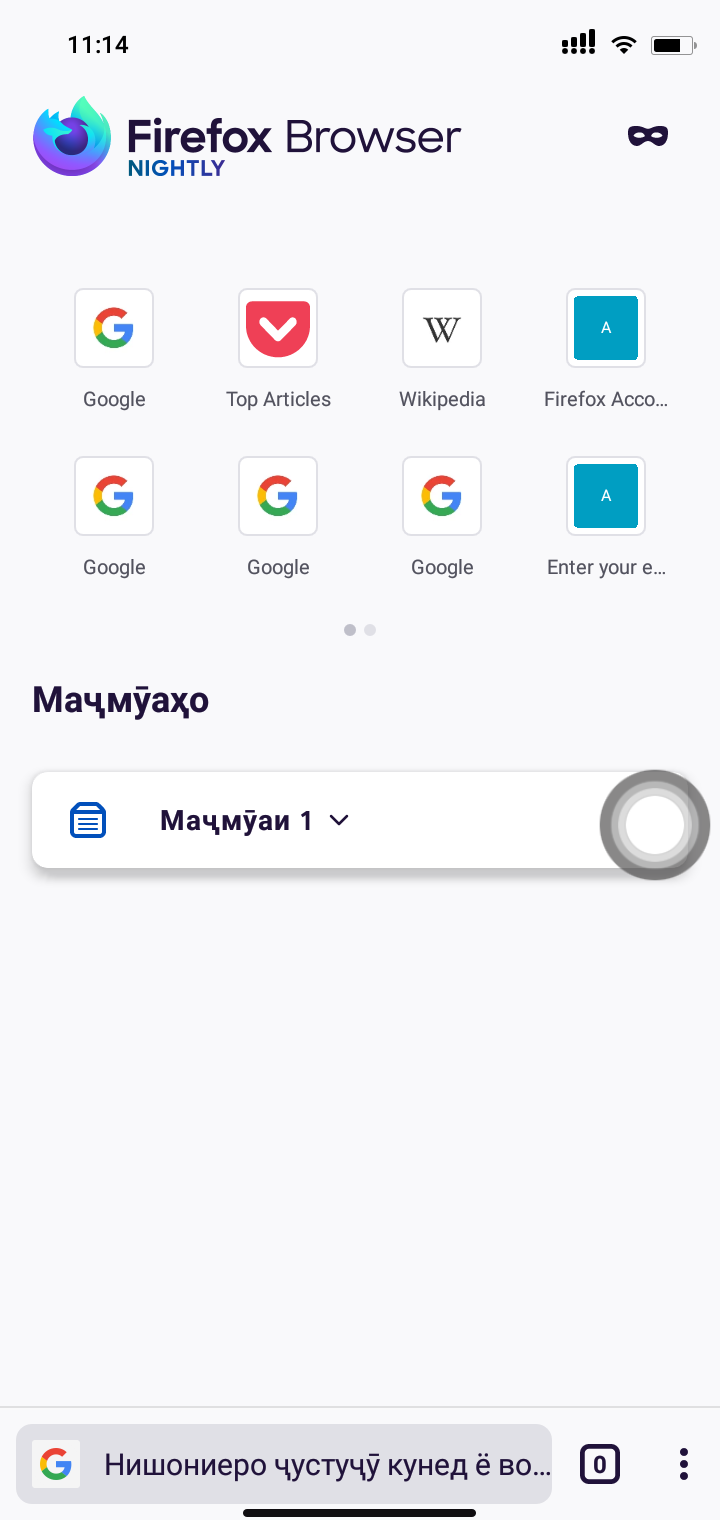 11:14
Firefox Browser
NIGHTLY
Google
Top Articles
W
Wikipedia
A
Firefox Acco...
Google
Google
Google
A
Enter your e...
Маҷмӯаҳо
Маҷмӯаи 1
Нишониеро ҷустуҷӯ кунед ё во...
0